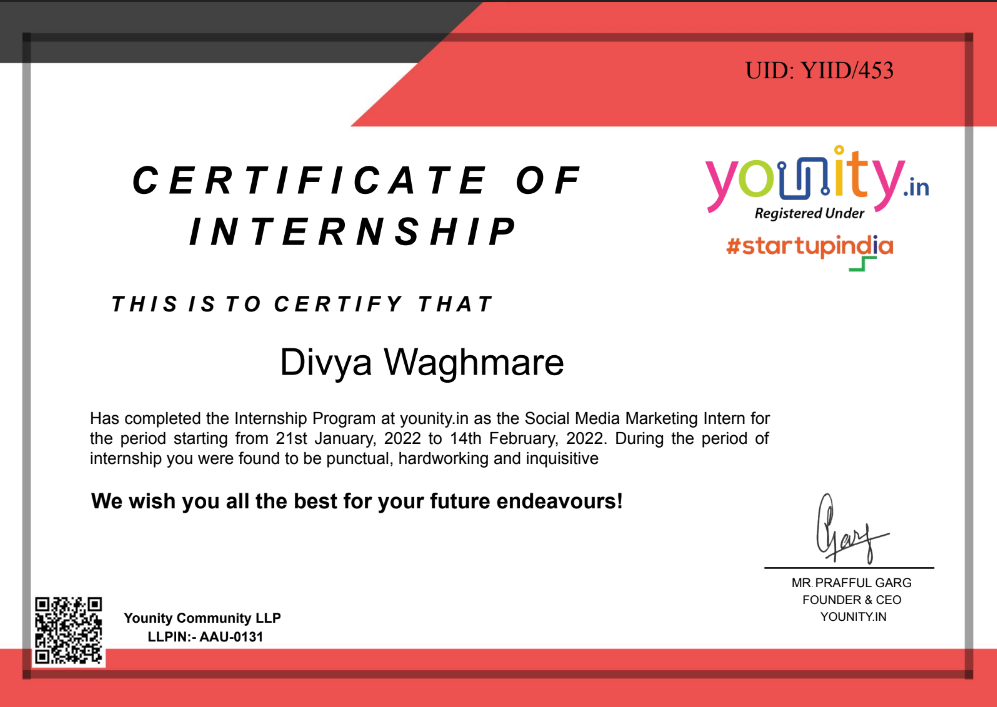 UID: YIID/453
CERTIFICATE OF
INTERNSHIP
younity.in
Registered Under
#startupindia
THIS IS TO CERTIFY THAT
Divya Waghmare
Has completed the Internship Program at younity.in as the Social Media Marketing Intern for
the period starting from 21st January, 2022 to 14th February, 2022. During the period of
internship you were found to be punctual, hardworking and inquisitive
We wish you all the best for your future endeavours!
Garg
MR. PRAFFUL GARG
FOUNDER & CEO
YOUNITY.IN
Younity Community LLP
LLPIN:- AAU-0131